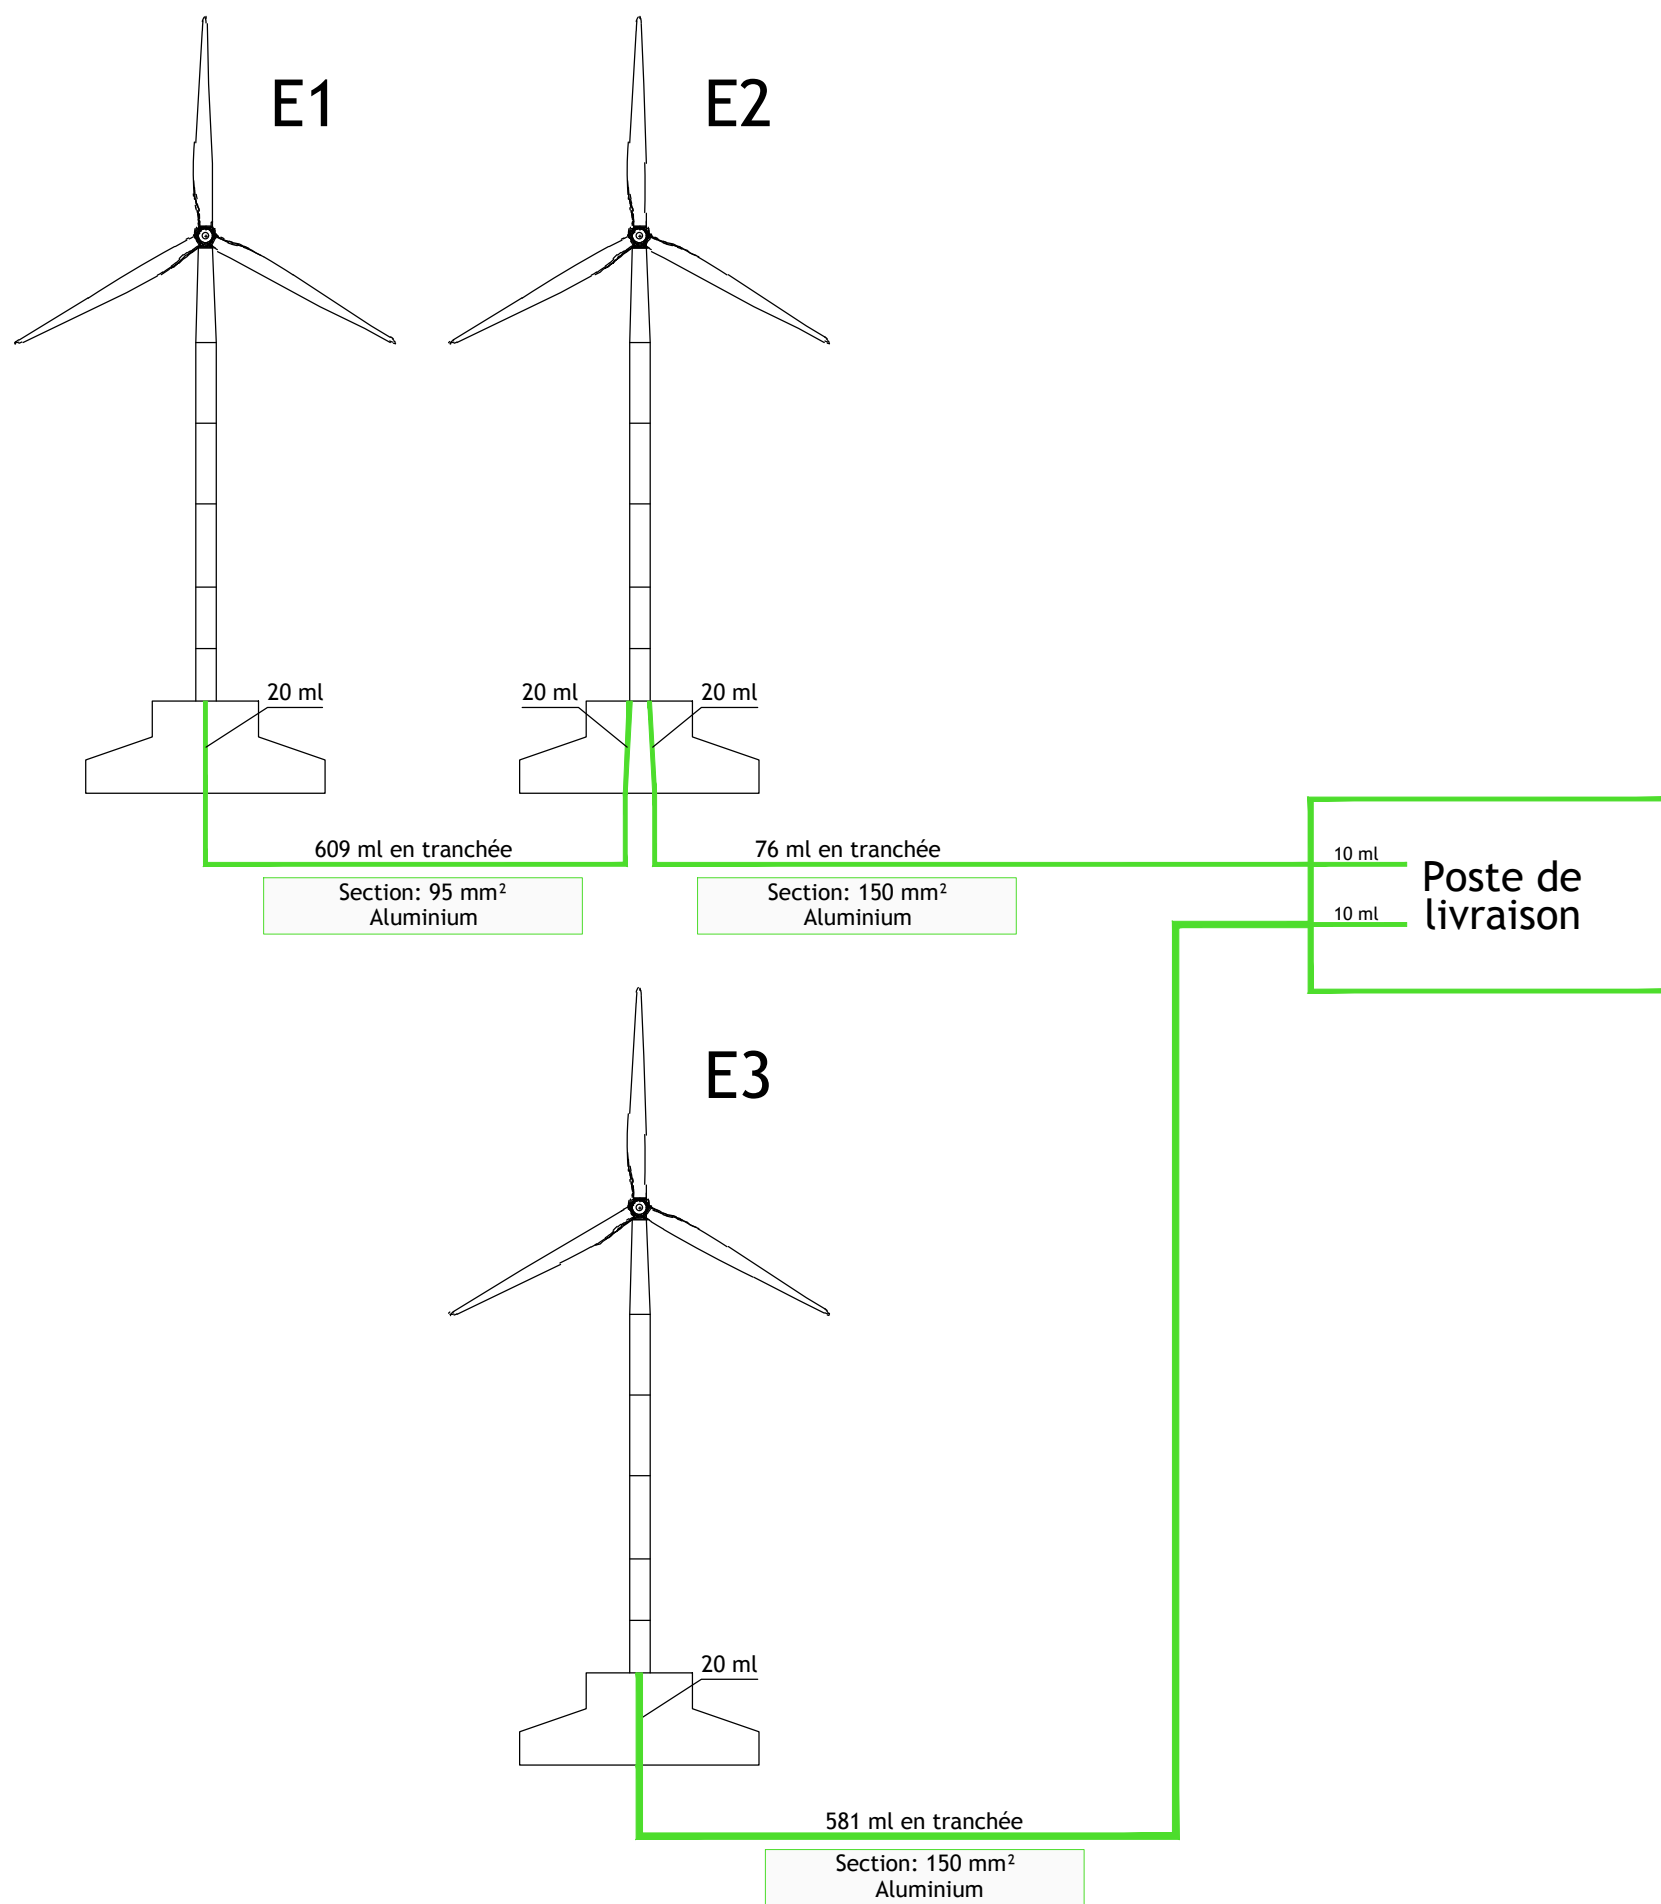 E1
E2
20 ml
20 ml
20 ml
609 ml en tranchée
Section: 95 mm²
Aluminium
76 ml en tranchée
Section: 150 mm²
Aluminium
10 ml
10 ml
Poste de
livraison
E3
20 ml
581 ml en tranchée
Section: 150 mm²
Aluminium